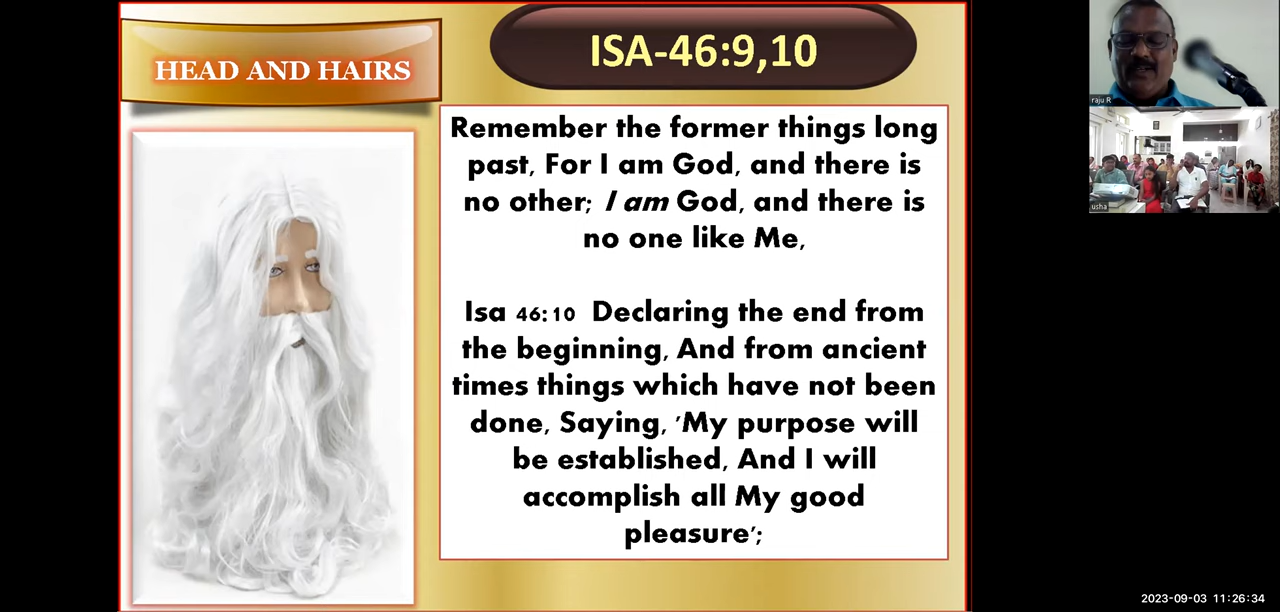 HEAD AND HAIRS
ISA-46:9,10
Remember the former things long
past, For I am God, and there is
no other; I am God, and there is
no one like Me,
Isa 46:10 Declaring the end from
the beginning, And from ancient
times things which have not been
done, Saying, 'My purpose will
be established, And I will
accomplish all My good
pleasure';
raju R
usha
2023-09-03 11:26:34